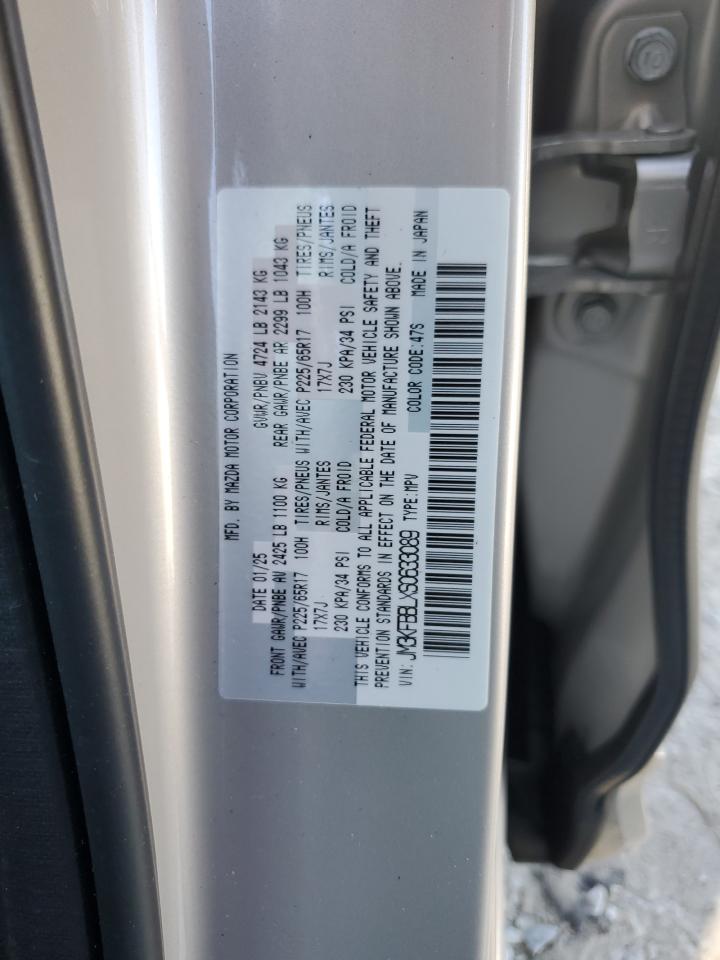 MFD. BY MAZDA MOTOR CORPORATION
DATE 01/25 GVWR/PNBV 4724 LB 2143 KG
FRONT GAWR/PNBE AV 2425 LB 1100 KG REAR GAWR/PNBE AR 2299 LB 1043 KG
WITH/AVEC P225/65R17 100H TIRES/PNEUS WITH/AVEC P225/65R17 100H TIRES/PNEUS
17X7J RIMS/JANTES 17X7J RIMS/JANTES
230 KPA/34 PSI COLD/A FROID 230 KPA/34 PSI COLD/A FROID
THIS VEHICLE CONFORMS TO ALL APPLICABLE FEDERAL MOTOR VEHICLE SAFETY AND THEFT
PREVENTION STANDARDS IN EFFECT ON THE DATE OF MANUFACTURE SHOWN ABOVE.
VIN: JM3KFBBLXS0633089 TYPE:MPV COLOR CODE:47S MADE IN JAPAN
10